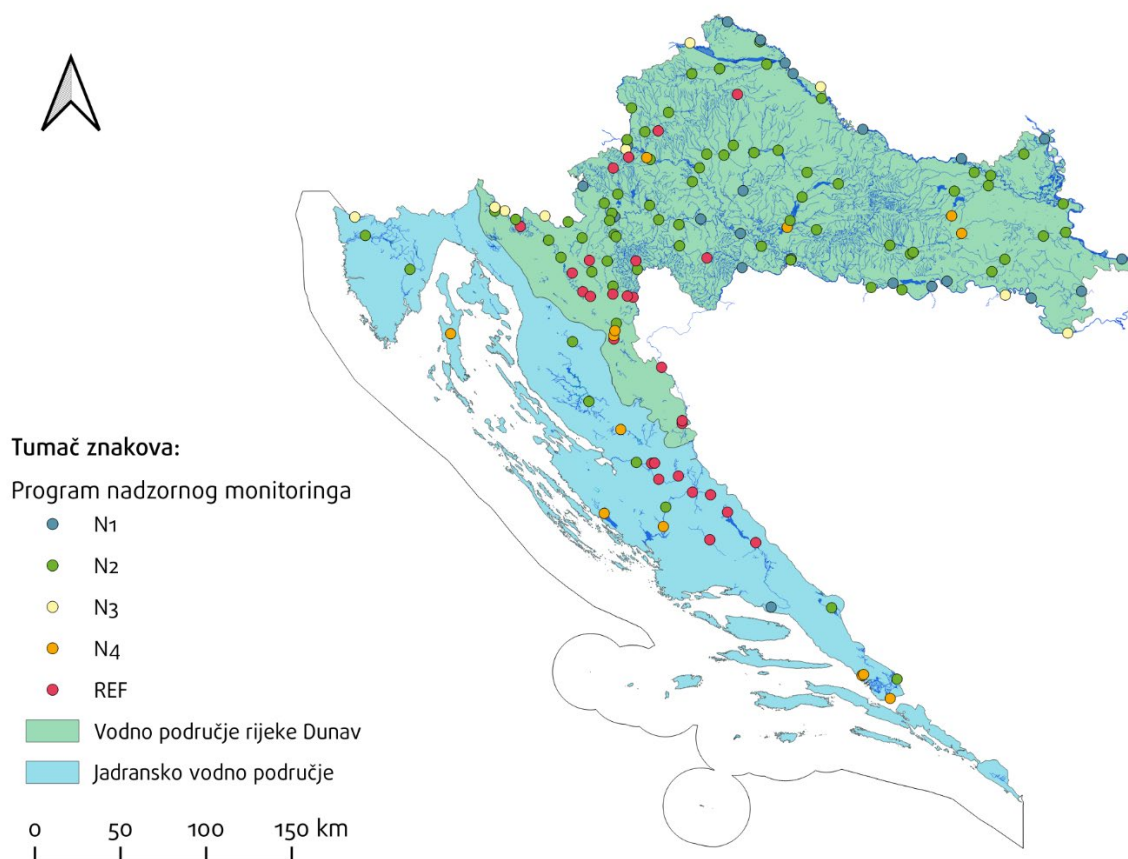 Tumač znakova:
Program nadzornog monitoringa
N1
N2
N3
N4
REF
Vodno područje rijeke Dunav
Jadransko vodno područje
0 50 100 150 km